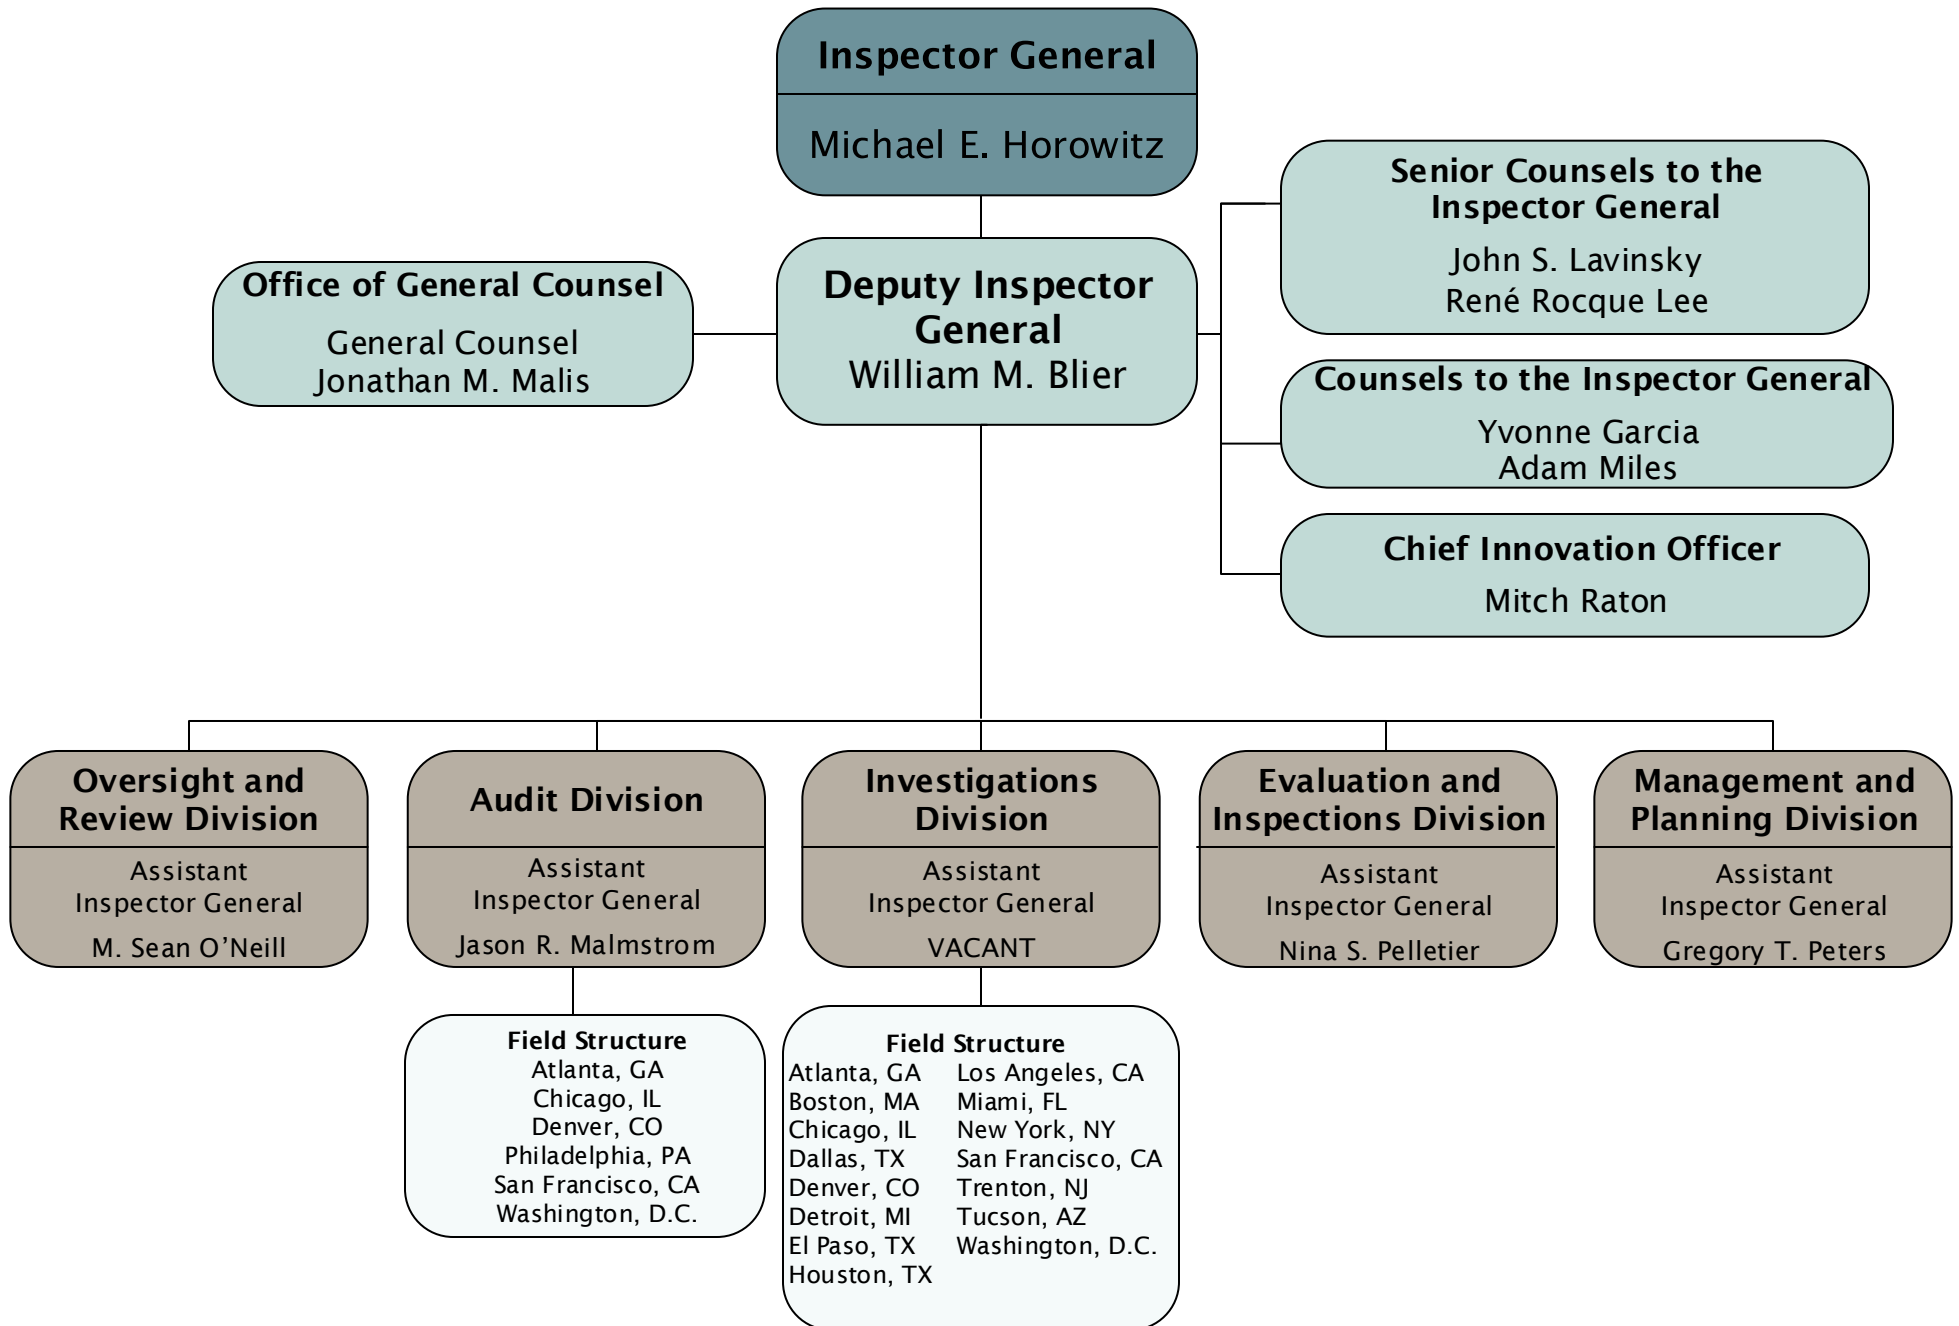 Inspector General
Michael E. Horowitz
Senior Counsels to the
Inspector General
John S. Lavinsky
René Rocque Lee
Office of General Counsel
General Counsel
Jonathan M. Malis
Deputy Inspector
General
William M. Blier
Counsels to the Inspector General
Yvonne Garcia
Adam Miles
Chief Innovation Officer
Mitch Raton
Oversight and
Review Division
Assistant
Inspector General
M. Sean O’Neill
Audit Division
Assistant
Inspector General
Jason R. Malmstrom
Field Structure
Atlanta, GA
Chicago, IL
Denver, CO
Philadelphia, PA
San Francisco, CA
Washington, D.C.
Investigations
Division
Assistant
Inspector General
VACANT
Field Structure
Atlanta, GA
Boston, MA
Chicago, IL
Dallas, TX
Denver, CO
Detroit, MI
El Paso, TX
Houston, TX
Los Angeles, CA
Miami, FL
New York, NY
San Francisco, CA
Trenton, NJ
Tucson, AZ
Washington, D.C.
Evaluation and
Inspections Division
Assistant
Inspector General
Nina S. Pelletier
Management and
Planning Division
Assistant
Inspector General
Gregory T. Peters